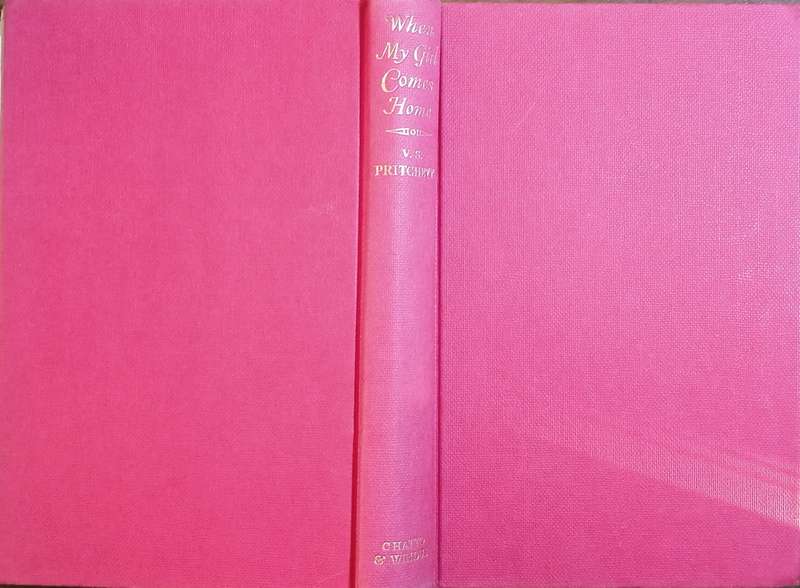 When
My Girl
Comes
Home
V. S.
PRITCHETT
CHATTO
& WINDUS